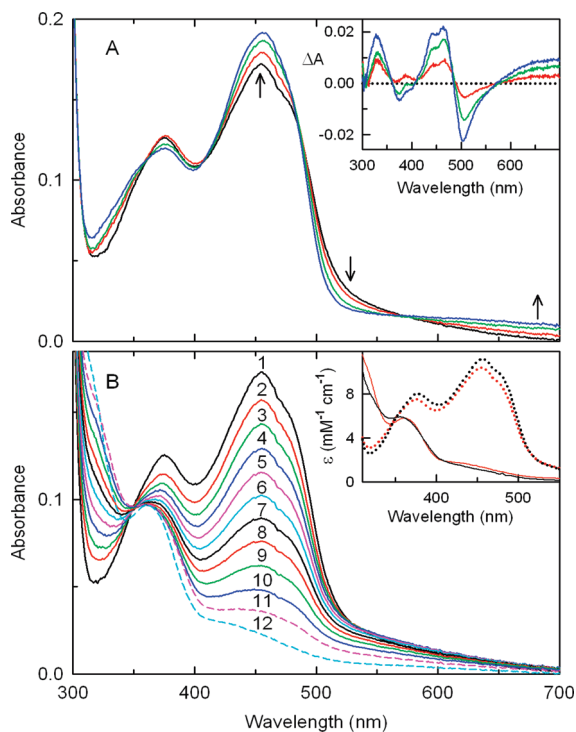 A
ΔA
0.2
0.1
0.0
Absorbance
0.02
0.00
-0.02
300 400 500 600
Wavelength (nm)
B
1
2
3
4
5
6
7
8
9
10
11
12
0.1
0.0
Absorbance
ε (mM⁻¹ cm⁻¹)
8
4
0
400 500
Wavelength (nm)
300 400 500 600 700
Wavelength (nm)